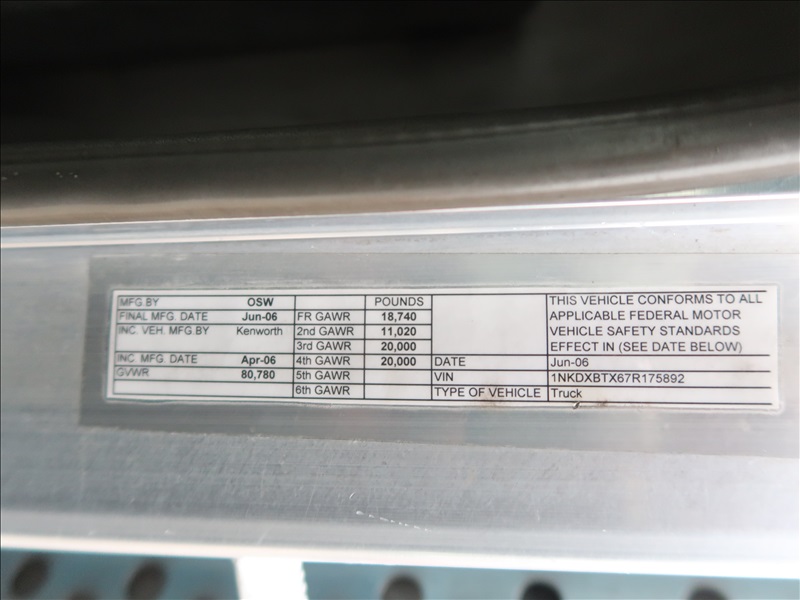 MFG BY OSW POUNDS THIS VEHICLE CONFORMS TO ALL
FINAL MFG. DATE Jun-06 FR GAWR 18,740 APPLICABLE FEDERAL MOTOR
INC. VEH. MFG BY Kenworth 2nd GAWR 11,020 VEHICLE SAFETY STANDARDS
3rd GAWR 20,000 EFFECT IN (SEE DATE BELOW)
INC. MFG. DATE Apr-06 4th GAWR 20,000 DATE Jun-06
GVWR 80,780 5th GAWR VIN 1NKDXBTX67R175892
6th GAWR TYPE OF VEHICLE Truck